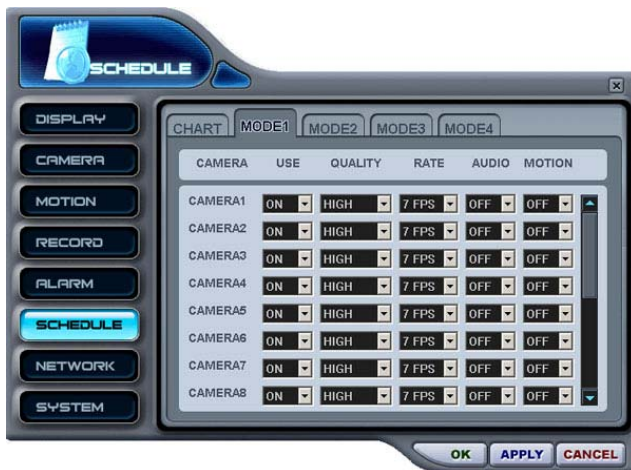 SCHEDULE
DISPLAY
CAMERA
MOTION
RECORD
ALARM
SCHEDULE
NETWORK
SYSTEM
CHART MODE1 MODE2 MODE3 MODE4
CAMERA USE QUALITY RATE AUDIO MOTION
CAMERA1 ON HIGH 7 FPS OFF OFF
CAMERA2 ON HIGH 7 FPS OFF OFF
CAMERA3 ON HIGH 7 FPS OFF OFF
CAMERA4 ON HIGH 7 FPS OFF OFF
CAMERA5 ON HIGH 7 FPS OFF OFF
CAMERA6 ON HIGH 7 FPS OFF OFF
CAMERA7 ON HIGH 7 FPS OFF OFF
CAMERA8 ON HIGH 7 FPS OFF OFF
OK APPLY CANCEL